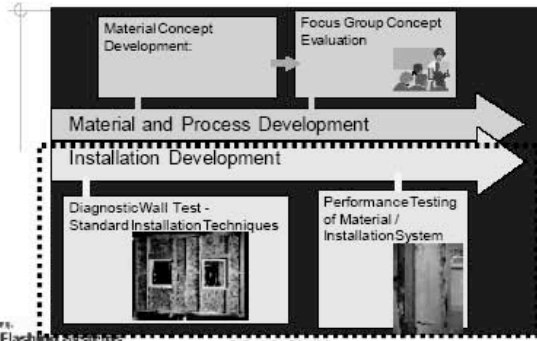 Material Concept
Development:
Focus Group Concept
Evaluation
Material and Process Development
Installation Development
Diagnostic Wall Test -
Standard Installation Techniques
Performance Testing
of Material /
Installation System